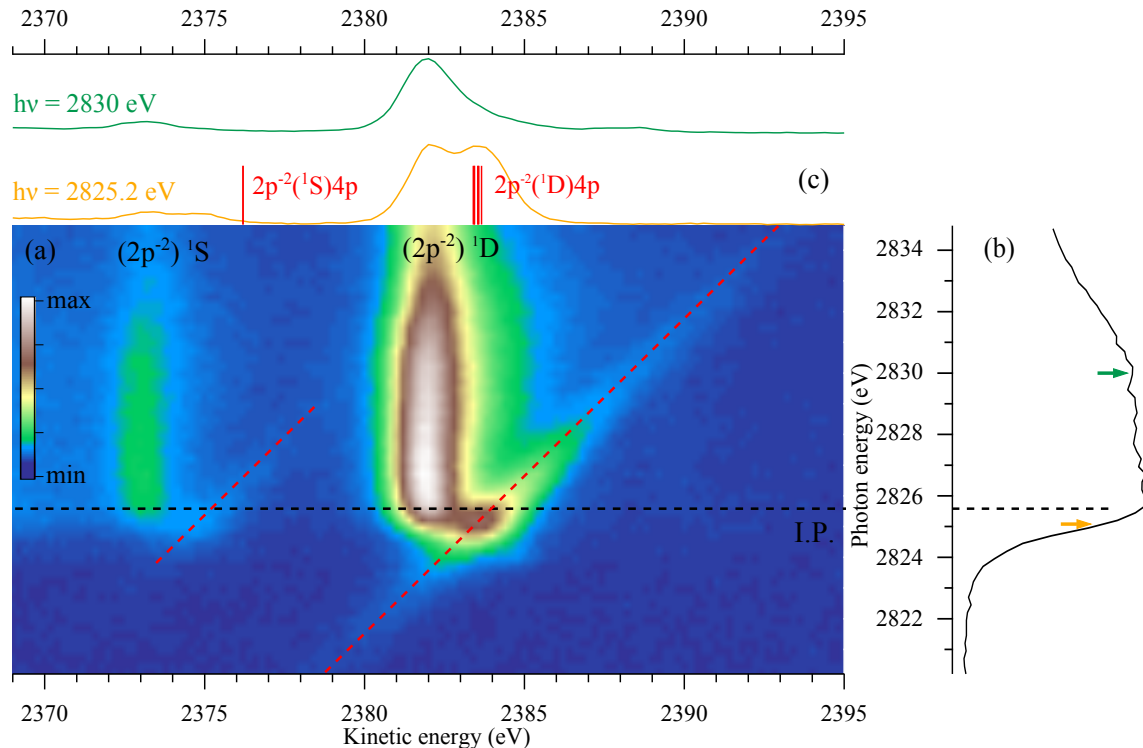 2370 2375 2380 2385 2390 2395
hν = 2830 eV
hν = 2825.2 eV
2p⁻²(¹S)4p
2p⁻²(¹D)4p
(c)
(a)
(2p⁻²) ¹S
(2p⁻²) ¹D
max
min
I.P.
(b)
Photon energy (eV)
2834
2832
2830
2828
2826
2824
2822
2370 2375 2380 2385 2390 2395
Kinetic energy (eV)